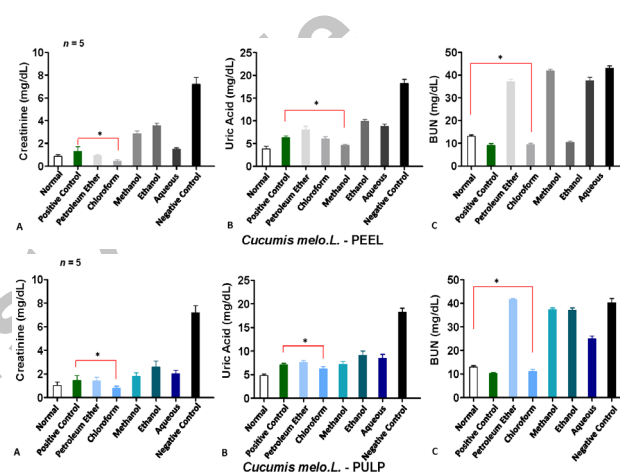 n = 5
Creatinine (mg/dL)
10
8
6
4
2
0
*
Normal
Positive Control
Petroleum Ether
Chloroform
Methanol
Ethanol
Aqueous
Negative Control
A
Uric Acid (mg/dL)
25
20
15
10
5
0
*
Normal
Positive Control
Petroleum Ether
Chloroform
Methanol
Ethanol
Aqueous
Negative Control
B
BUN (mg/dL)
50
40
30
20
10
0
*
Normal
Positive Control
Petroleum Ether
Chloroform
Methanol
Ethanol
Aqueous
Negative Control
C
Cucumis melo.L. - PEEL
n = 5
Creatinine (mg/dL)
10
8
6
4
2
0
*
Normal
Positive Control
Petroleum Ether
Chloroform
Methanol
Ethanol
Aqueous
Negative Control
A
Uric Acid (mg/dL)
25
20
15
10
5
0
*
Normal
Positive Control
Petroleum Ether
Chloroform
Methanol
Ethanol
Aqueous
Negative Control
B
BUN (mg/dL)
50
40
30
20
10
0
*
Normal
Positive Control
Petroleum Ether
Chloroform
Methanol
Ethanol
Aqueous
Negative Control
C
Cucumis melo.L. - PULP